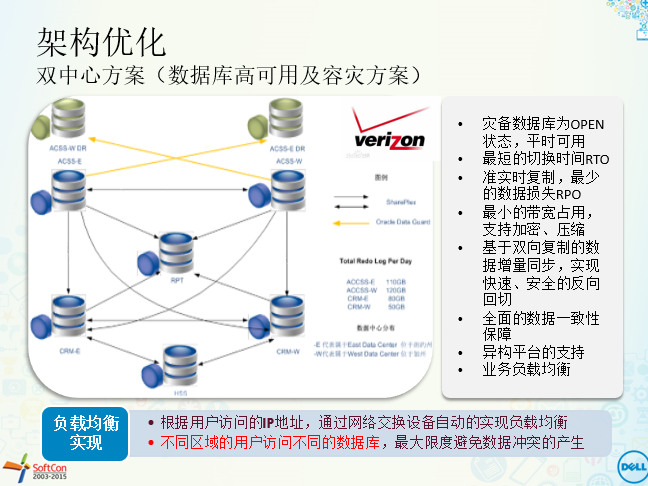 架构优化
双中心方案（数据库高可用及容灾方案）
ACSS-W DR
ACSS-E DR
ACSS-E
ACSS-W
RPT
CRM-E
CRM-W
HSS
verizon
图例
SharePlex
Oracle Data Guard
Total Redo Log Per Day
ACCSS-E 110GB
ACCSS-W 120GB
CRM-E 80GB
CRM-W 50GB
数据中心分布
-E 代表属于East Data Center
-W代表属于West Data Center
• 灾备数据库为OPEN
状态，平时可用
• 最短的切换时间RTO
• 准实时复制，最少
的数据损失RPO
• 最小的带宽占用，
支持加密、压缩
• 基于双向复制的数
据增量同步，实现
快速、安全的反向
回切
• 全面的数据一致性
保障
• 异构平台的支持
• 业务负载均衡
负载均衡
实现
• 根据用户访问的IP地址，通过网络交换设备自动的实现负载均衡
• 不同区域的用户访问不同的数据库，最大限度避免数据冲突的产生
SoftCon
2003-2015
DELL